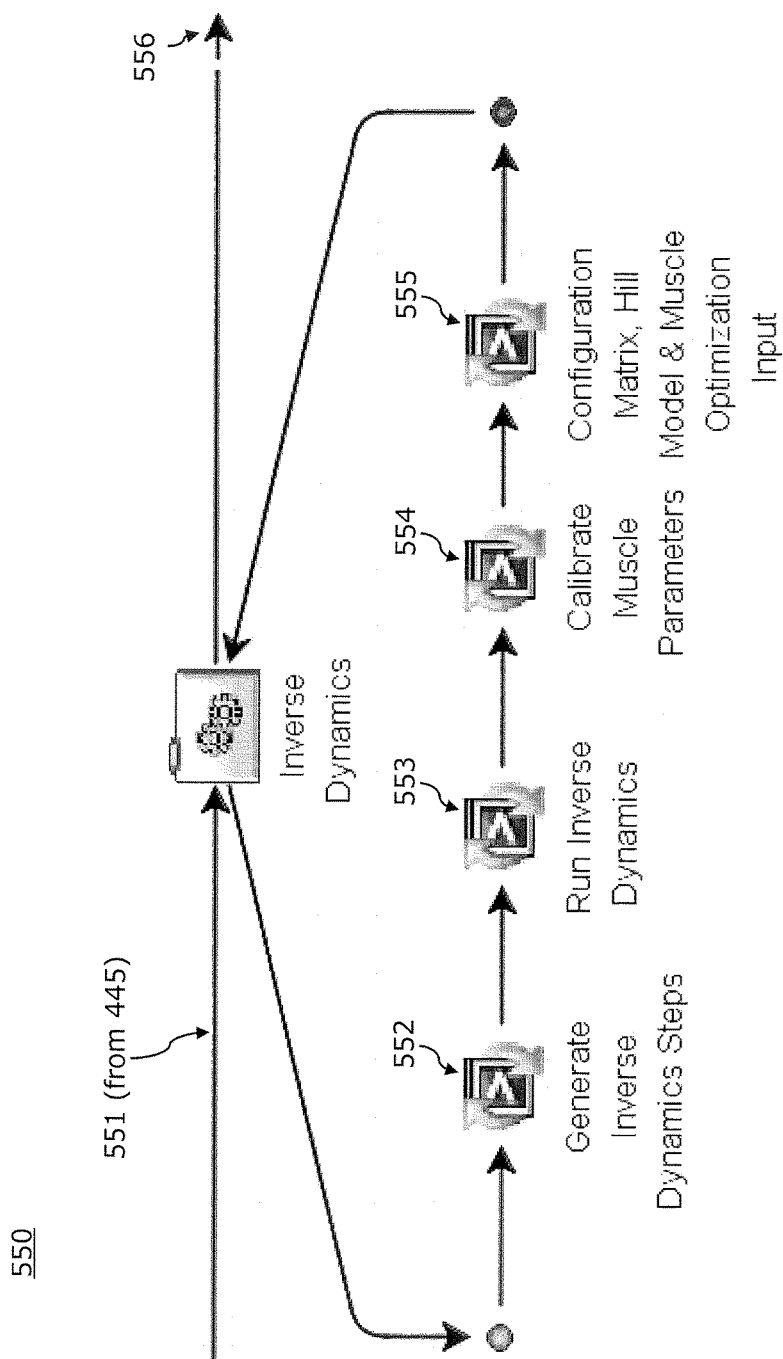 550
551 (from 445)
556
Inverse
Dynamics
552
Generate
Inverse
Dynamics Steps
553
Run Inverse
Dynamics
554
Calibrate
Muscle
Parameters
555
Configuration
Matrix, Hill
Model & Muscle
Optimization
Input